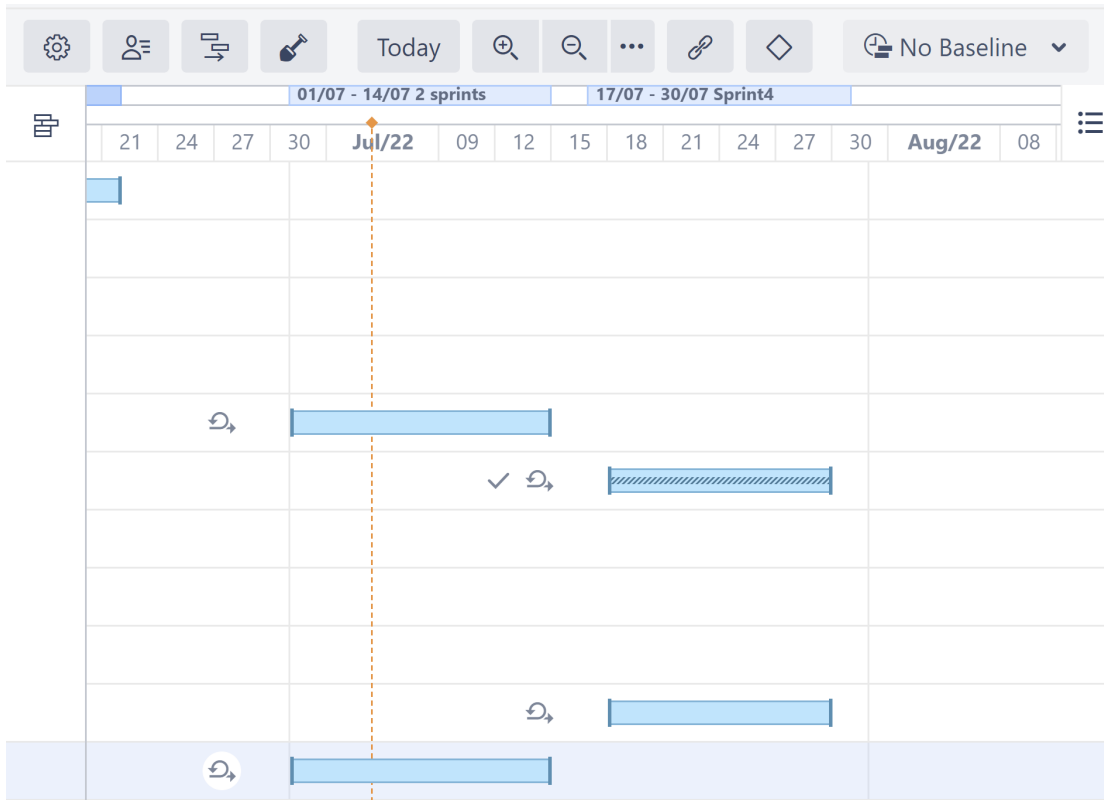 Today
No Baseline
01/07 - 14/07 2 sprints 17/07 - 30/07 Sprint4
21 24 27 30 Jul/22 09 12 15 18 21 24 27 30 Aug/22 08